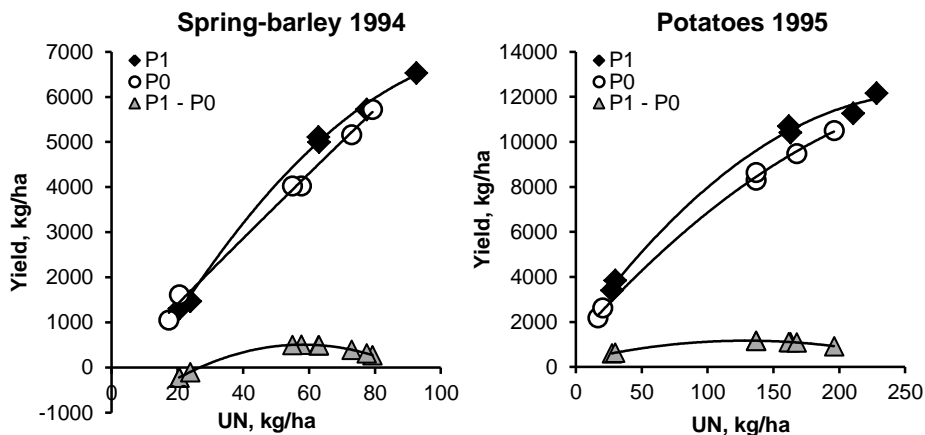 Spring-barley 1994
Yield, kg/ha
7000
6000
5000
4000
3000
2000
1000
0
-1000
P1
P0
P1 - P0
0 20 40 60 80 100
UN, kg/ha
Potatoes 1995
Yield, kg/ha
14000
12000
10000
8000
6000
4000
2000
0
P1
P0
P1 - P0
0 50 100 150 200 250
UN, kg/ha